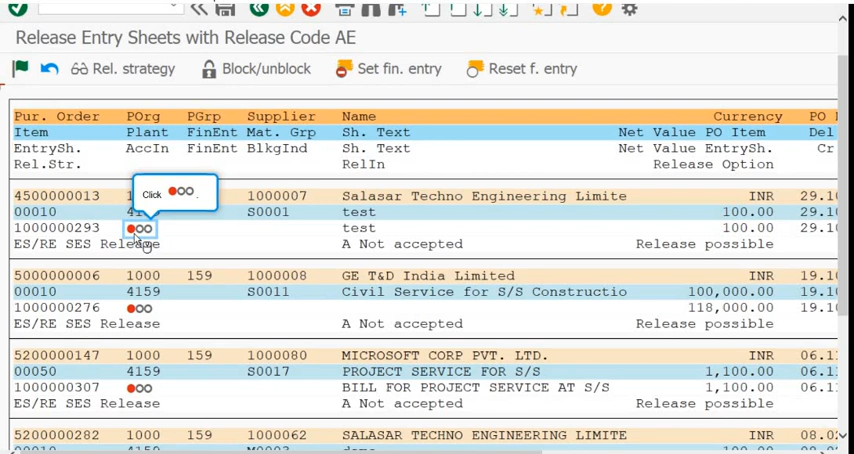 Release Entry Sheets with Release Code AE
Rel. strategy Block/unblock Set fin. entry Reset f. entry
Pur. Order POrg PGrp Supplier Name Currency PO
Item Plant FinEnt Mat. Grp Sh. Text Net Value PO Item Del
EntrySh. AccIn FinEnt BlkgInd Sh. Text Net Value EntrySh. Cr
Rel.Str. RelIn Release Option
Click .
4500000013 1000007 Salasar Techno Engineering Limite INR 29.10
00010 S0001 test 100.00 29.10
1000000293 test 100.00 29.10
ES/RE SES Release A Not accepted Release possible
5000000006 1000 159 1000008 GE T&D India Limited INR 19.10
00010 4159 S0011 Civil Service for S/S Constructio 100,000.00 19.10
1000000276 118,000.00 19.10
ES/RE SES Release A Not accepted Release possible
5200000147 1000 159 1000080 MICROSOFT CORP PVT. LTD. INR 06.1
00050 4159 S0017 PROJECT SERVICE FOR S/S 1,100.00 06.1
1000000307 BILL FOR PROJECT SERVICE AT S/S 1,100.00 06.1
ES/RE SES Release A Not accepted Release possible
5200000282 1000 159 1000062 SALASAR TECHNO ENGINEERING LIMITE INR 08.0